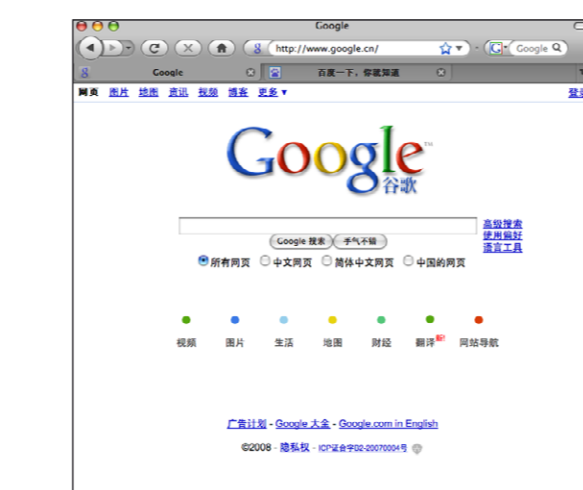 Google
http://www.google.cn/
Google
Google
百度一下，你就知道
网页 图片 地图 资讯 视频 博客 更多 ▼
Google™
谷歌
高级搜索
使用偏好
语言工具
Google 搜索 手气不错
所有网页 中文网页 简体中文网页 中国的网页
视频 图片 生活 地图 财经 翻译 网站导航
广告计划 - Google 大全 - Google.com in English
©2008 - 隐私权 - ICP证合字02-20070004号